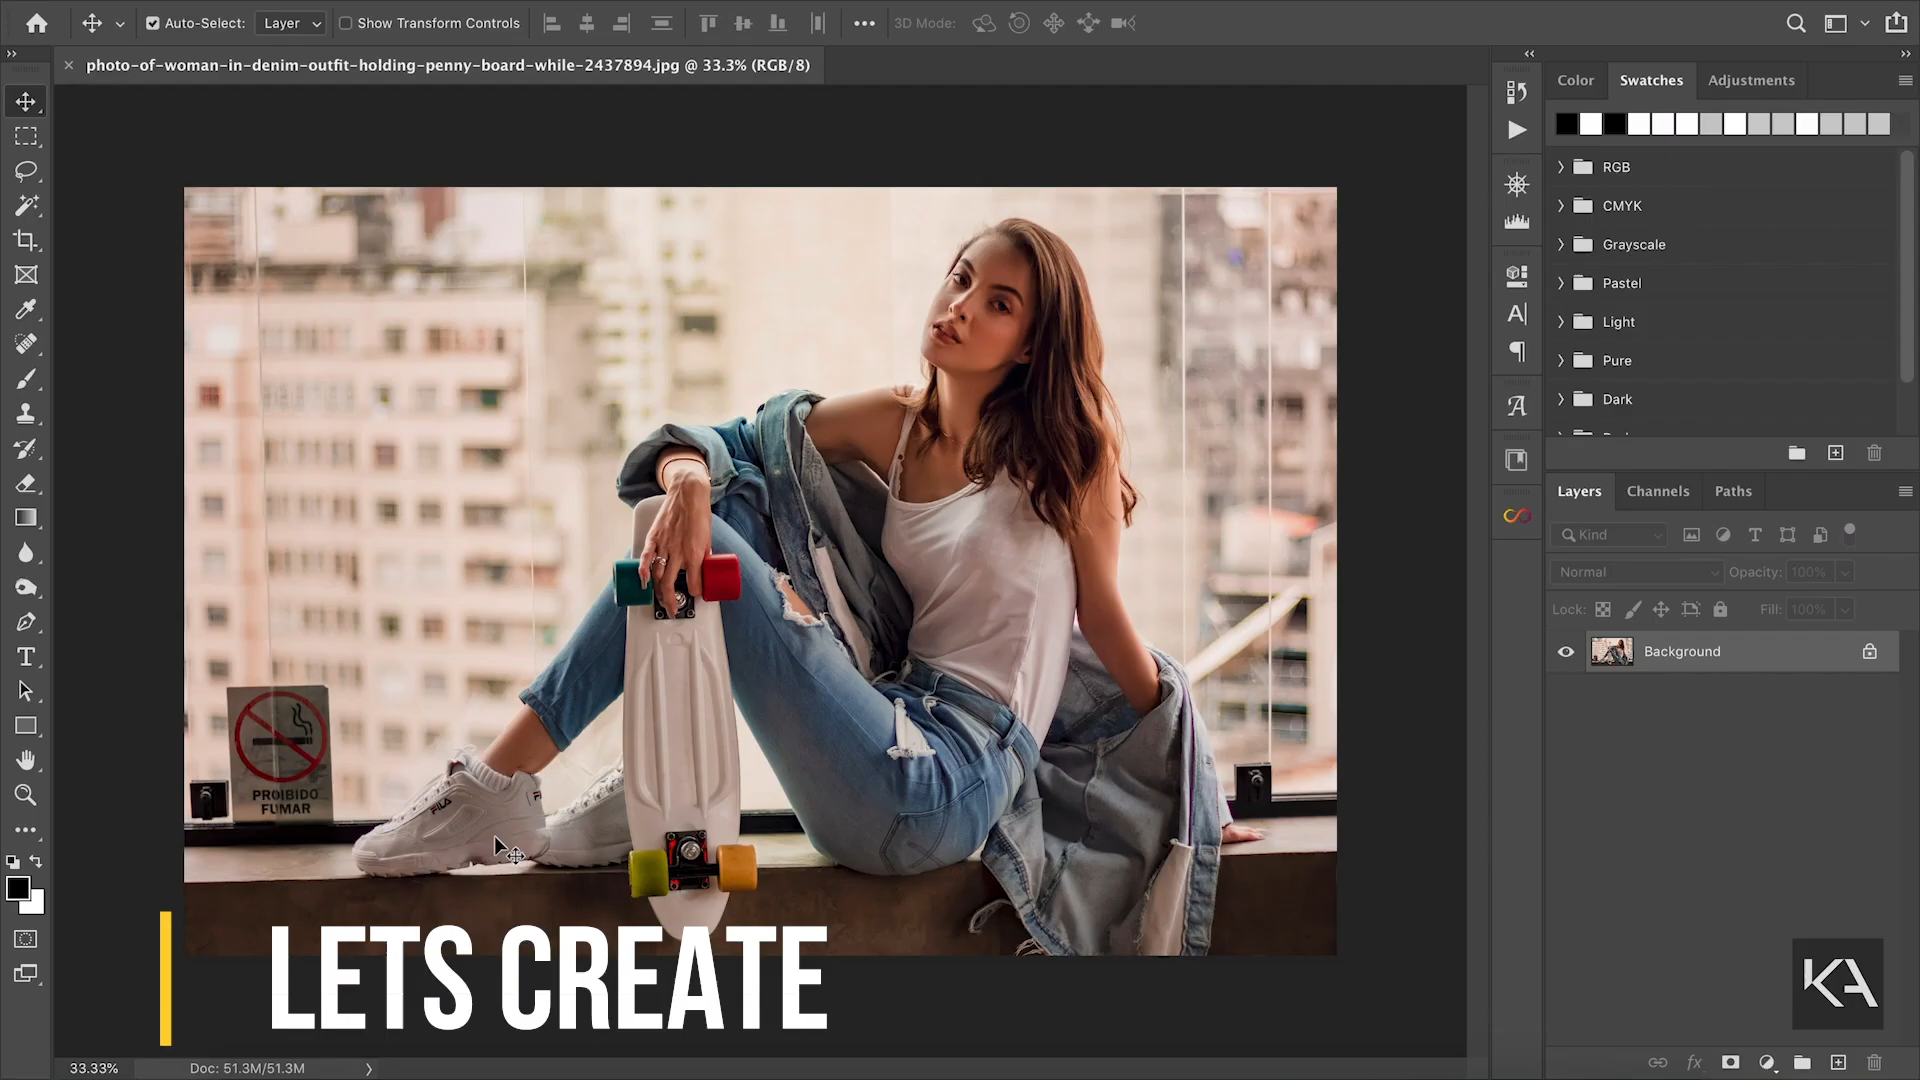 Auto-Select: Layer Show Transform Controls 3D Mode:
photo-of-woman-in-denim-outfit-holding-penny-board-while-2437894.jpg @ 33.3% (RGB/8)
Color Swatches Adjustments
RGB
CMYK
Grayscale
Pastel
Light
Pure
Dark
Layers Channels Paths
Kind
Normal Opacity: 100%
Lock: Fill: 100%
Background
FILA
PROIBIDO
FUMAR
LETS CREATE
KA
33.33% Doc: 51.3M/51.3M